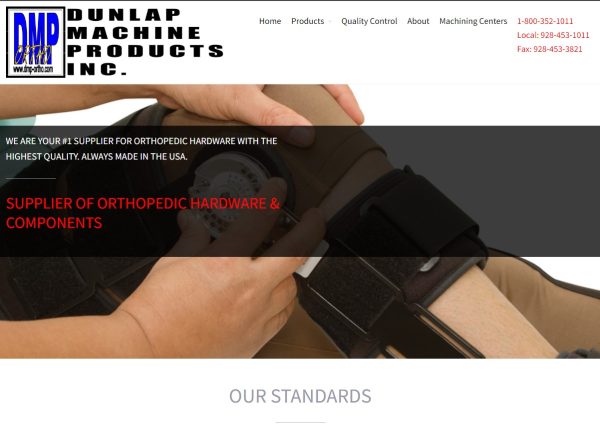 DUNLAP
MACHINE
PRODUCTS
INC.
DMP
www.dmp-ortho.com
Home
Products
Quality Control
About
Machining Centers
1-800-352-1011
Local: 928-453-1011
Fax: 928-453-3821
WE ARE YOUR #1 SUPPLIER FOR ORTHOPEDIC HARDWARE WITH THE
HIGHEST QUALITY. ALWAYS MADE IN THE USA.
SUPPLIER OF ORTHOPEDIC HARDWARE &
COMPONENTS
OUR STANDARDS